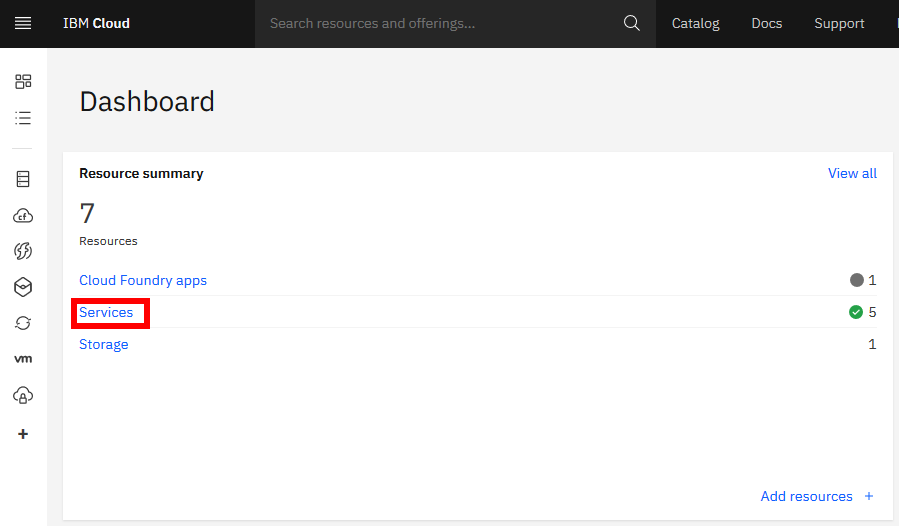 IBM Cloud
Search resources and offerings...
Catalog
Docs
Support
Dashboard
Resource summary
View all
7
Resources
Cloud Foundry apps
1
Services
5
Storage
1
Add resources +
cf
vm
+